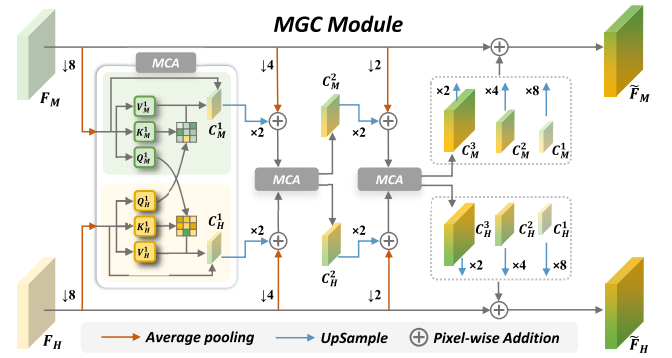 MGC Module
↓8 MCA ↓4 ↓2
F_M
V_M^1
K_M^1
Q_M^1
C_M^1
×2
C_M^2
×2
×2 ×4 ×8
C_M^3 C_M^2 C_M^1
F̃_M
MCA MCA
Q_H^1
K_H^1
V_H^1
C_H^1
×2
C_H^2
×2
C_H^3 C_H^2 C_H^1
×2 ×4 ×8
↓8 ↓4 ↓2
F_H
F̃_H
Average pooling UpSample Pixel-wise Addition